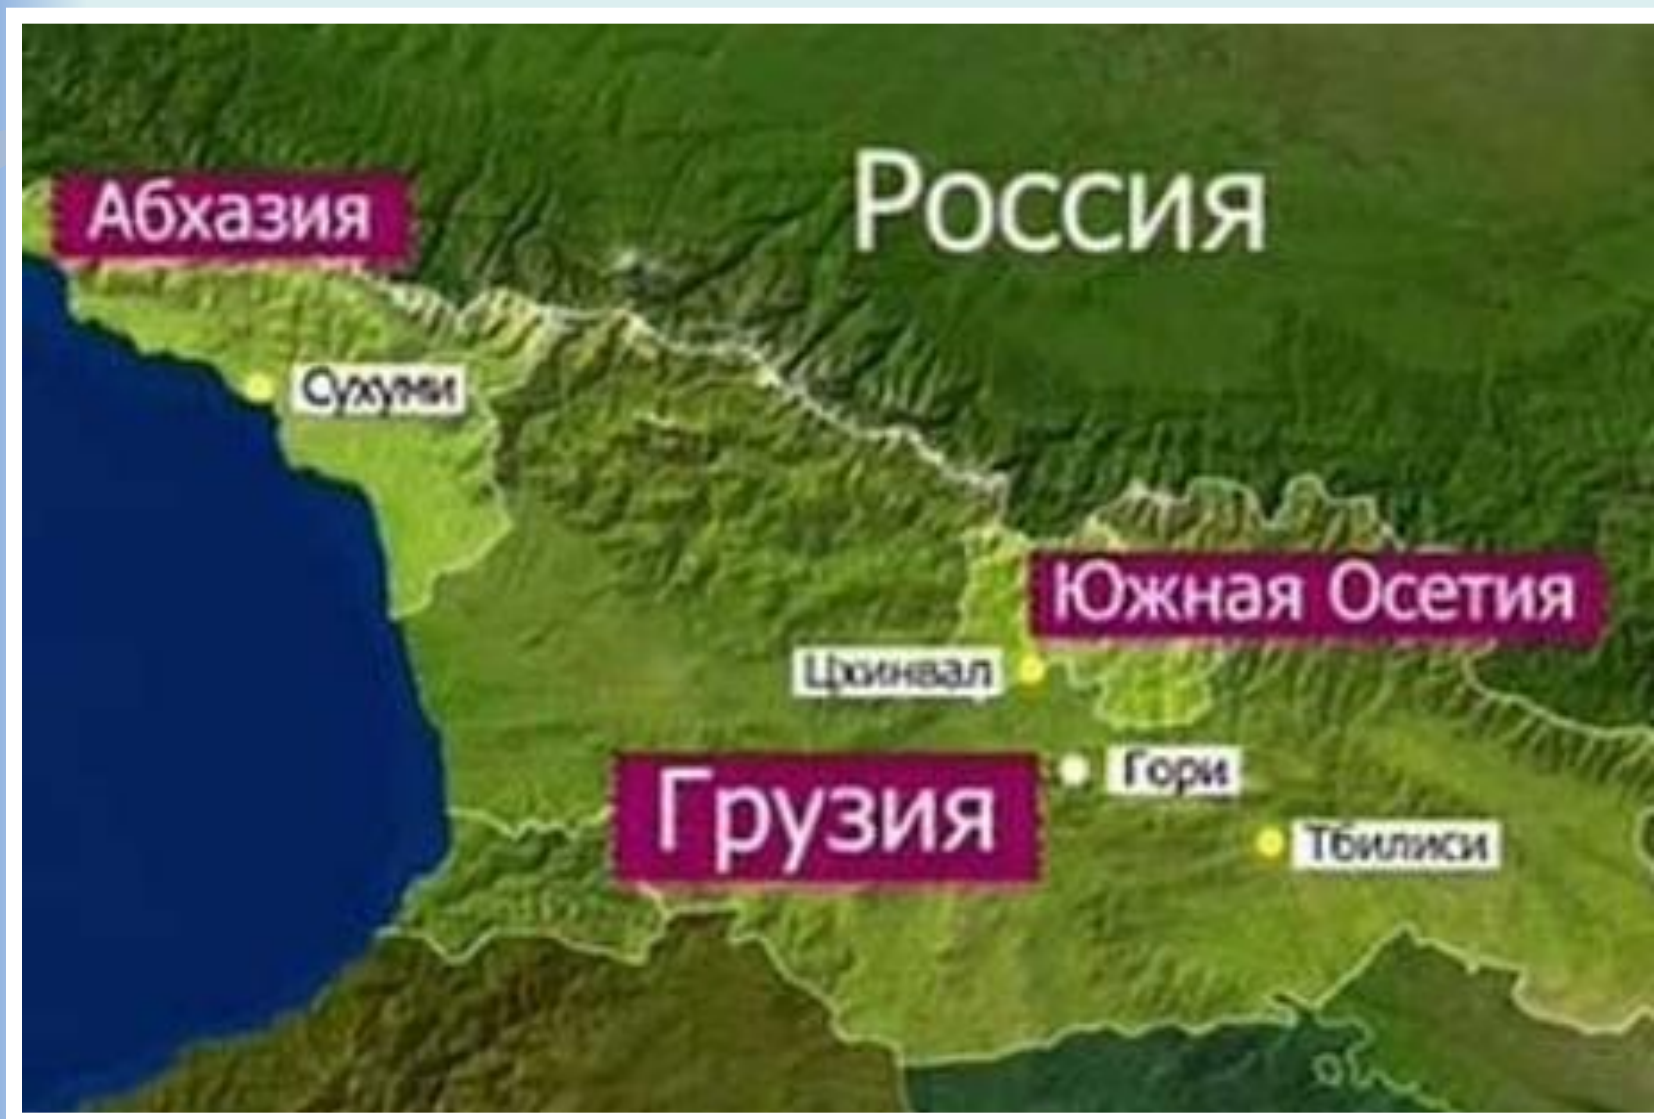 Россия
Абхазия
Сухуми
Южная Осетия
Цхинвал
Гори
Грузия
Тбилиси